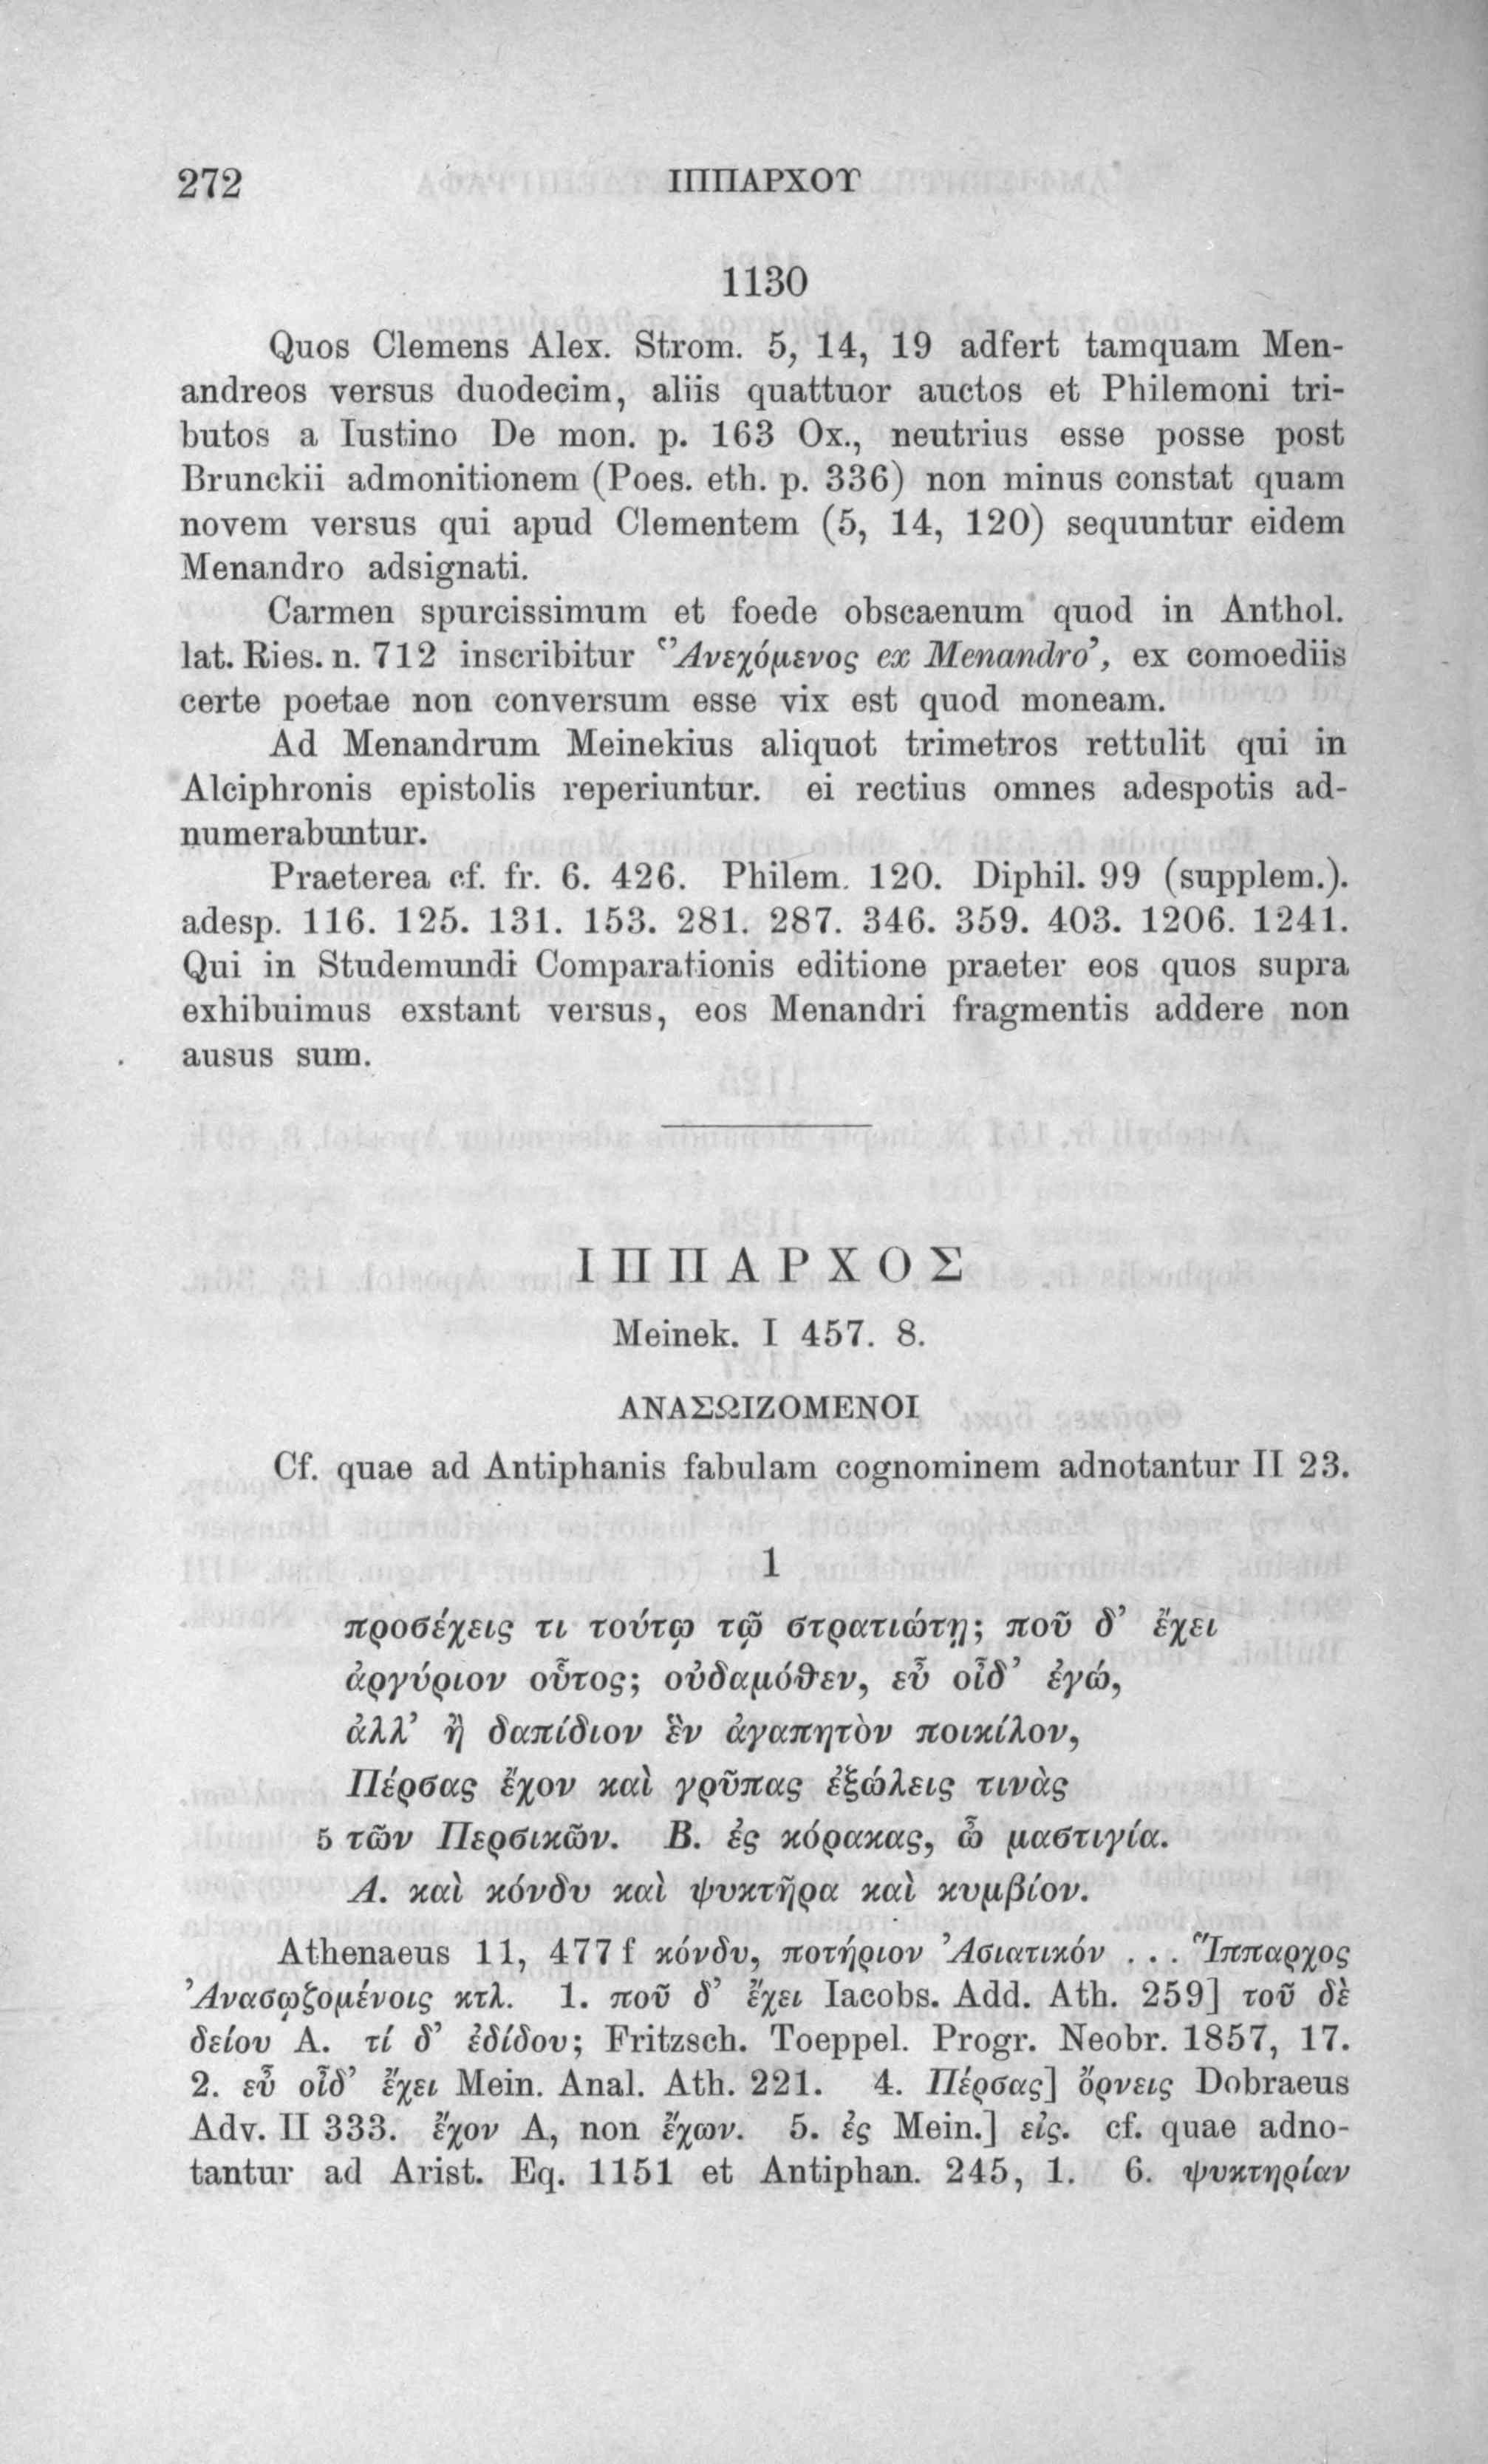 272
ΙΠΠΑΡΧΟΥ
1130
Quos Clemens Alex. Strom. 5, 14, 19 adfert tamquam Men-
andreos versus duodecim, aliis quattuor auctos et Philemoni tri-
butos a Iustino De mon. p. 163 Ox., neutrius esse posse post
Brunckii admonitionem (Poes. eth. p. 336) non minus constat quam
novem versus qui apud Clementem (5, 14, 120) sequuntur eidem
Menandro adsignati.
Carmen spurcissimum et foede obscaenum quod in Anthol.
lat. Ries. n. 712 inscribitur ‘Ἀνεχόμενος ex Menandro’, ex comoediis
certe poetae non conversum esse vix est quod moneam.
Ad Menandrum Meinekius aliquot trimetros rettulit qui in
Alciphronis epistolis reperiuntur. ei rectius omnes adespotis ad-
numerabuntur.
Praeterea cf. fr. 6. 426. Philem. 120. Diphil. 99 (supplem.).
adesp. 116. 125. 131. 153. 281. 287. 346. 359. 403. 1206. 1241.
Qui in Studemundi Comparationis editione praeter eos quos supra
exhibuimus exstant versus, eos Menandri fragmentis addere non
ausus sum.
ΙΠΠΑΡΧΟΣ
Meinek. I 457. 8.
ΑΝΑΣΩΙΖΟΜΕΝΟΙ
Cf. quae ad Antiphanis fabulam cognominem adnotantur II 23.
1
προσέχεις τι τούτῳ τῷ στρατιώτῃ; ποῦ δ’ ἔχει
ἀργύριον οὗτος; οὐδαμόθεν, εὖ οἶδ’ ἐγώ,
ἀλλ’ ἢ δαπίδιον ἓν ἀγαπητὸν ποικίλον,
Πέρσας ἔχον καὶ γρῦπας ἐξώλεις τινὰς
5 τῶν Περσικῶν. Β. ἐς κόρακας, ὦ μαστιγία.
Α. καὶ κόνδυ καὶ ψυκτῆρα καὶ κυμβίον.
Athenaeus 11, 477 f κόνδυ, ποτήριον Ἀσιατικόν . . . Ἵππαρχος
Ἀνασῳζομένοις κτλ. 1. ποῦ δ’ ἔχει Iacobs. Add. Ath. 259] τοῦ δὲ
δείου A. τί δ’ ἐδίδου; Fritzsch. Toeppel. Progr. Neobr. 1857, 17.
2. εὖ οἶδ’ ἔχει Mein. Anal. Ath. 221. 4. Πέρσας] ὄρνεις Dobraeus
Adv. II 333. ἔχον A, non ἔχων. 5. ἐς Mein.] εἰς. cf. quae adno-
tantur ad Arist. Eq. 1151 et Antiphan. 245, 1. 6. ψυκτηρίαν